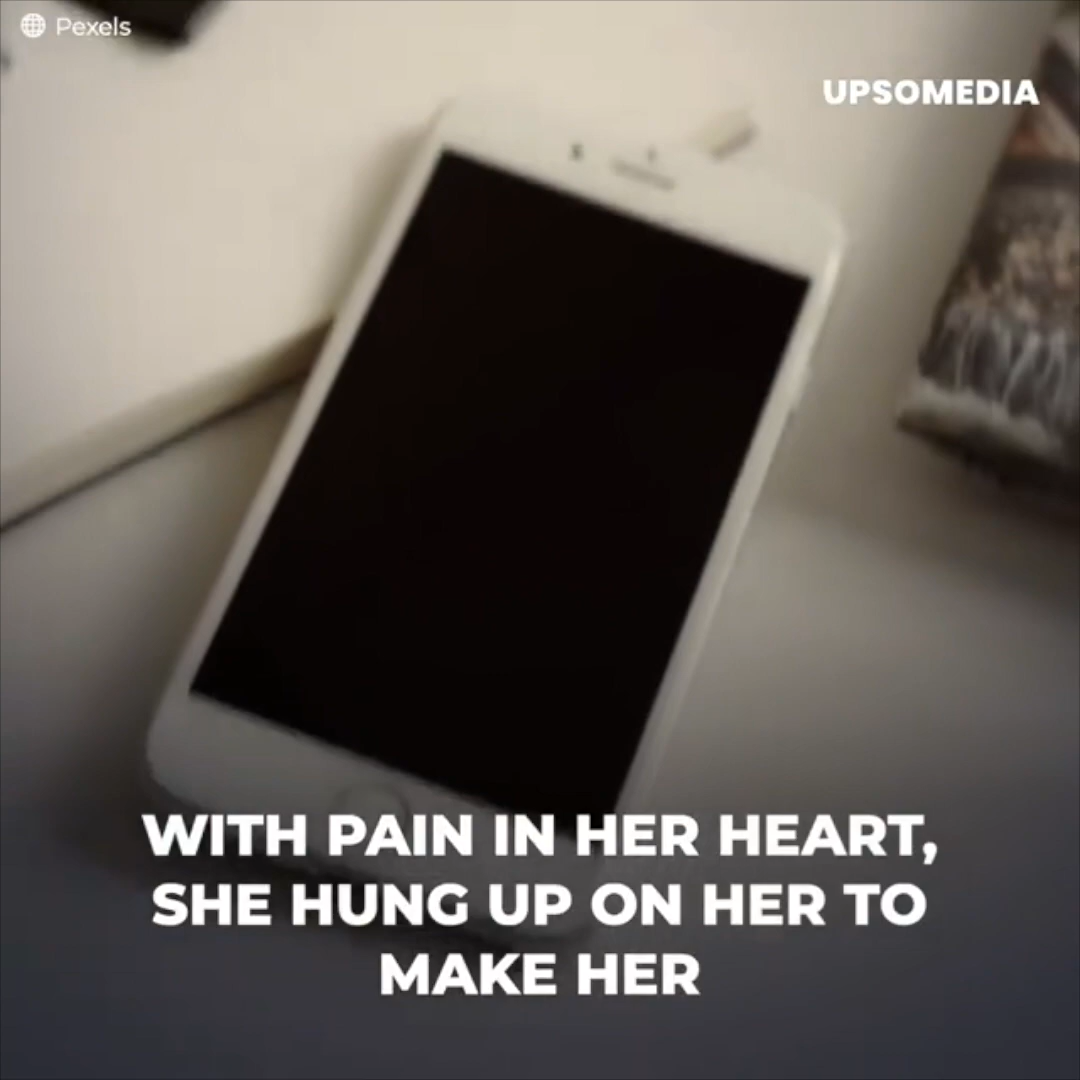 Pexels
UPSOMEDIA
WITH PAIN IN HER HEART,
SHE HUNG UP ON HER TO
MAKE HER